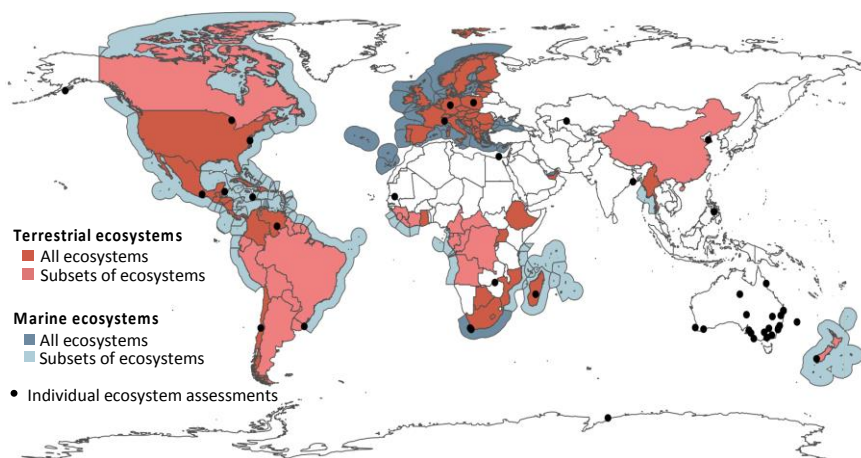 Terrestrial ecosystems
All ecosystems
Subsets of ecosystems
Marine ecosystems
All ecosystems
Subsets of ecosystems
Individual ecosystem assessments